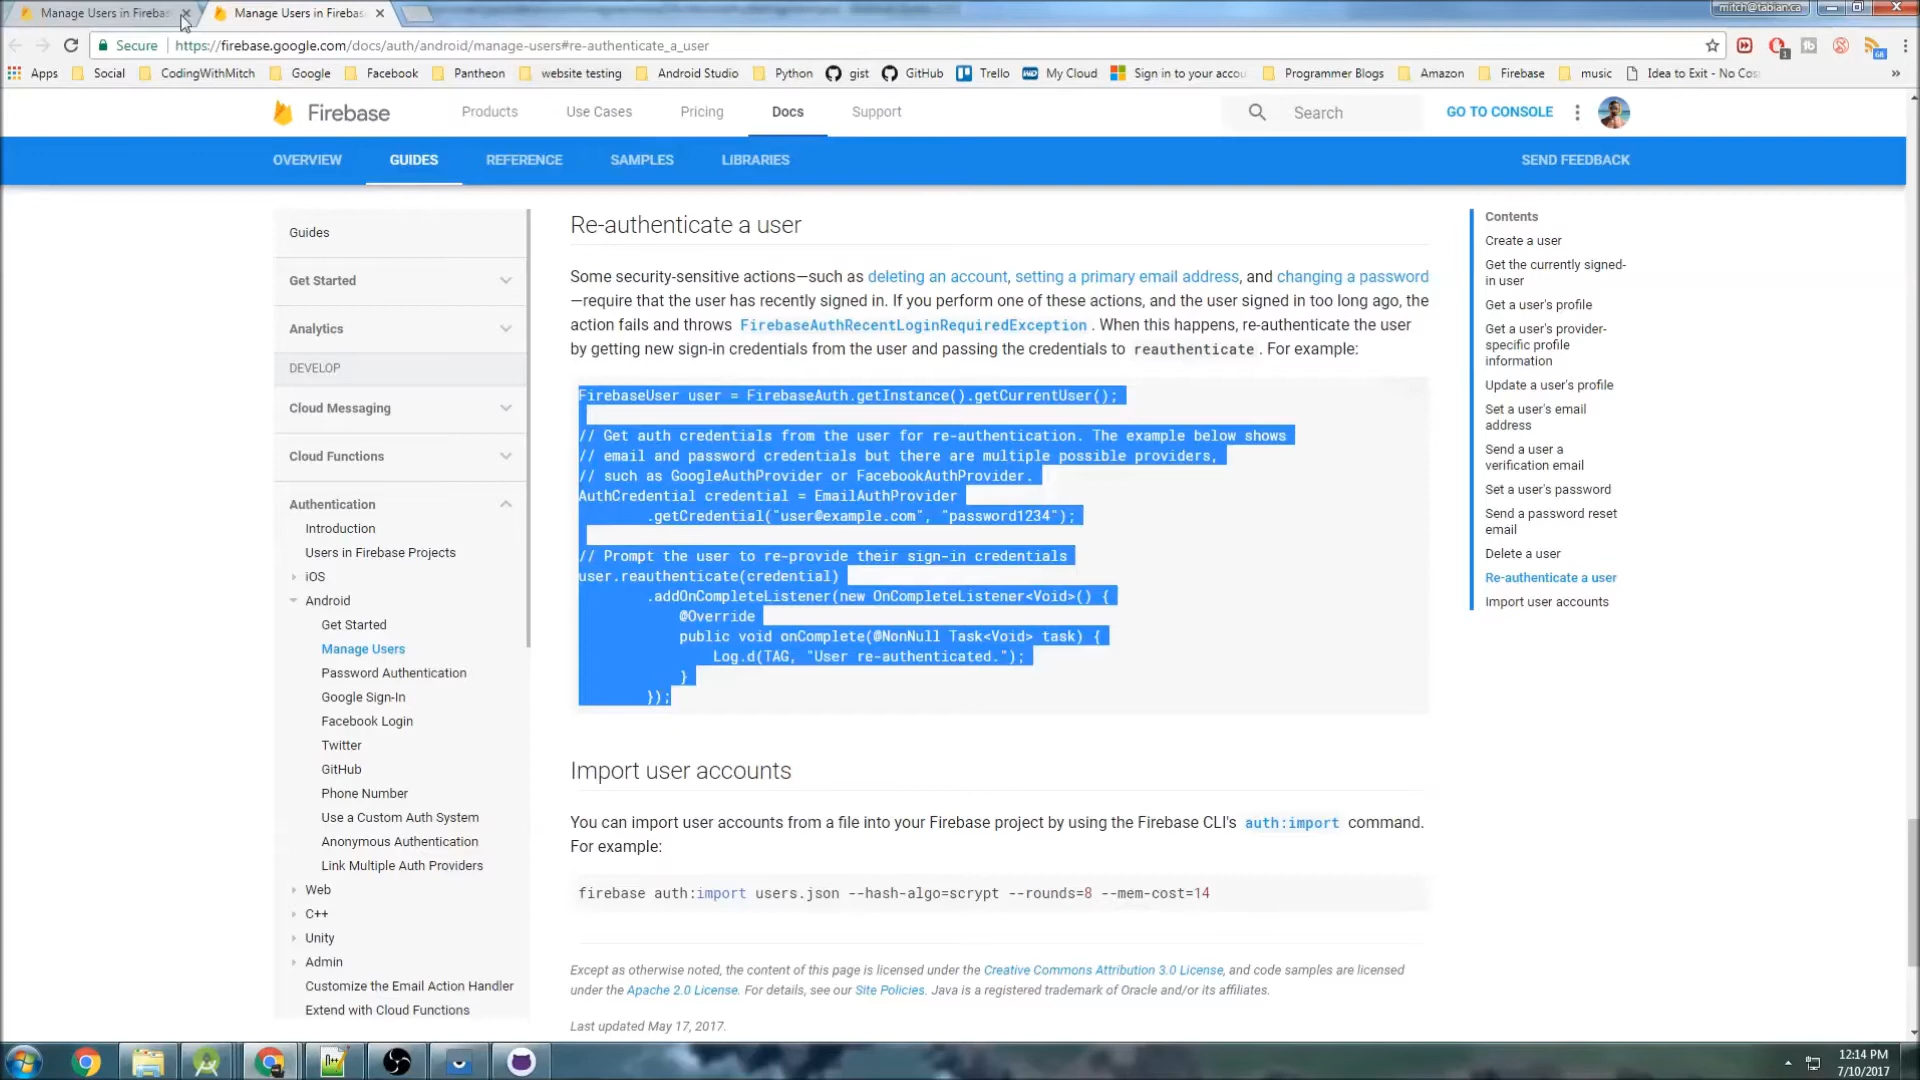 Manage Users in Firebas
Manage Users in Firebas
mitch@tabian.ca
Secure
https://firebase.google.com/docs/auth/android/manage-users#re-authenticate_a_user
Apps
Social
CodingWithMitch
Google
Facebook
Pantheon
website testing
Android Studio
Python
gist
GitHub
Trello
My Cloud
Sign in to your accou
Programmer Blogs
Amazon
Firebase
music
Idea to Exit - No Cos
Firebase
Products
Use Cases
Pricing
Docs
Support
Search
GO TO CONSOLE
OVERVIEW
GUIDES
REFERENCE
SAMPLES
LIBRARIES
SEND FEEDBACK
Guides
Get Started
Analytics
DEVELOP
Cloud Messaging
Cloud Functions
Authentication
Introduction
Users in Firebase Projects
iOS
Android
Get Started
Manage Users
Password Authentication
Google Sign-In
Facebook Login
Twitter
GitHub
Phone Number
Use a Custom Auth System
Anonymous Authentication
Link Multiple Auth Providers
Web
C++
Unity
Admin
Customize the Email Action Handler
Extend with Cloud Functions
Re-authenticate a user
Some security-sensitive actions—such as deleting an account, setting a primary email address, and changing a password
—require that the user has recently signed in. If you perform one of these actions, and the user signed in too long ago, the
action fails and throws FirebaseAuthRecentLoginRequiredException . When this happens, re-authenticate the user
by getting new sign-in credentials from the user and passing the credentials to reauthenticate . For example:
FirebaseUser user = FirebaseAuth.getInstance().getCurrentUser();
// Get auth credentials from the user for re-authentication. The example below shows
// email and password credentials but there are multiple possible providers,
// such as GoogleAuthProvider or FacebookAuthProvider.
AuthCredential credential = EmailAuthProvider
.getCredential("user@example.com", "password1234");
// Prompt the user to re-provide their sign-in credentials
user.reauthenticate(credential)
.addOnCompleteListener(new OnCompleteListener<Void>() {
@Override
public void onComplete(@NonNull Task<Void> task) {
Log.d(TAG, "User re-authenticated.");
}
});
Import user accounts
You can import user accounts from a file into your Firebase project by using the Firebase CLI's auth:import command.
For example:
firebase auth:import users.json --hash-algo=scrypt --rounds=8 --mem-cost=14
Except as otherwise noted, the content of this page is licensed under the Creative Commons Attribution 3.0 License, and code samples are licensed
under the Apache 2.0 License. For details, see our Site Policies. Java is a registered trademark of Oracle and/or its affiliates.
Last updated May 17, 2017.
Contents
Create a user
Get the currently signed-
in user
Get a user's profile
Get a user's provider-
specific profile
information
Update a user's profile
Set a user's email
address
Send a user a
verification email
Set a user's password
Send a password reset
email
Delete a user
Re-authenticate a user
Import user accounts
12:14 PM
7/10/2017